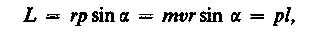 L = rp sin α = mvr sin α = pl,